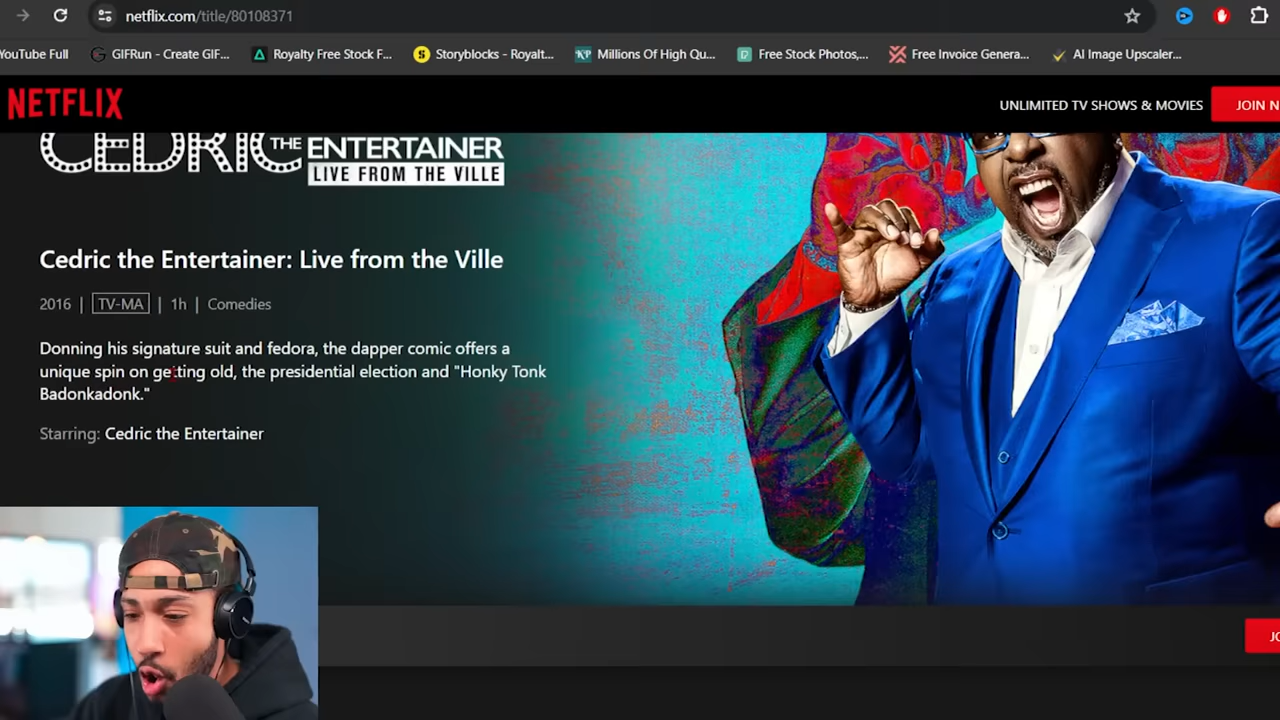 netflix.com/title/80108371
YouTube Full
GIFRun - Create GIF...
Royalty Free Stock F...
Storyblocks - Royalt...
Millions Of High Qu...
Free Stock Photos,...
Free Invoice Genera...
AI Image Upscaler...
NETFLIX
UNLIMITED TV SHOWS & MOVIES
JOIN N
CEDRIC THE ENTERTAINER
LIVE FROM THE VILLE
Cedric the Entertainer: Live from the Ville
2016 | TV-MA | 1h | Comedies
Donning his signature suit and fedora, the dapper comic offers a
unique spin on getting old, the presidential election and "Honky Tonk
Badonkadonk."
Starring: Cedric the Entertainer
JO